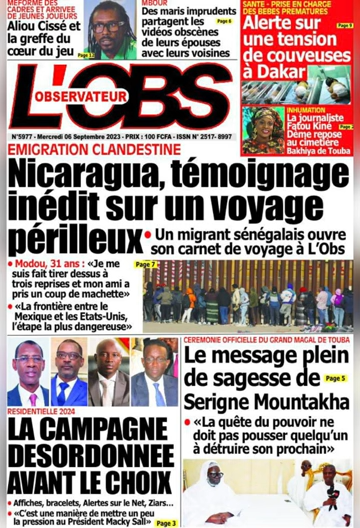 MEFORME DES
CADRES ET ARRIVEE
DE JEUNES JOUEURS
Aliou Cissé et
la greffe du
cœur du jeu
Page 12
MBOUR
Des maris imprudents
partagent les Page 6
vidéos obscènes
de leurs épouses
avec leurs voisines
SANTE - PRISE EN CHARGE
DES BEBES PREMATURES
Alerte sur
une tension
de couveuses
à Dakar
L'OBS
OBSERVATEUR
INHUMATION
La journaliste
Fatou Kiné
Dème repose
au cimetière
Bakhiya de Touba
N°5977 - Mercredi 06 Septembre 2023 - PRIX : 100 FCFA - ISSN N° 2517- 8997
EMIGRATION CLANDESTINE
Nicaragua, témoignage
inédit sur un voyage
périlleux • Un migrant sénégalais ouvre
son carnet de voyage à L'Obs
• Modou, 31 ans : «Je me
suis fait tirer dessus à
trois reprises et mon ami a
pris un coup de machette»
• «La frontière entre le
Mexique et les Etats-Unis,
l'étape la plus dangereuse»
Page 7
RESIDENTIELLE 2024
LA CAMPAGNE
DESORDONNEE
AVANT LE CHOIX
• Affiches, bracelets, Alertes sur le Net, Ziars...
• «C'est une manière de mettre un peu
la pression au Président Macky Sall» Page 3
CEREMONIE OFFICIELLE DU GRAND MAGAL DE TOUBA
Le message plein
de sagesse de Page 5
Serigne Mountakha
• «La quête du pouvoir ne
doit pas pousser quelqu'un
à détruire son prochain»